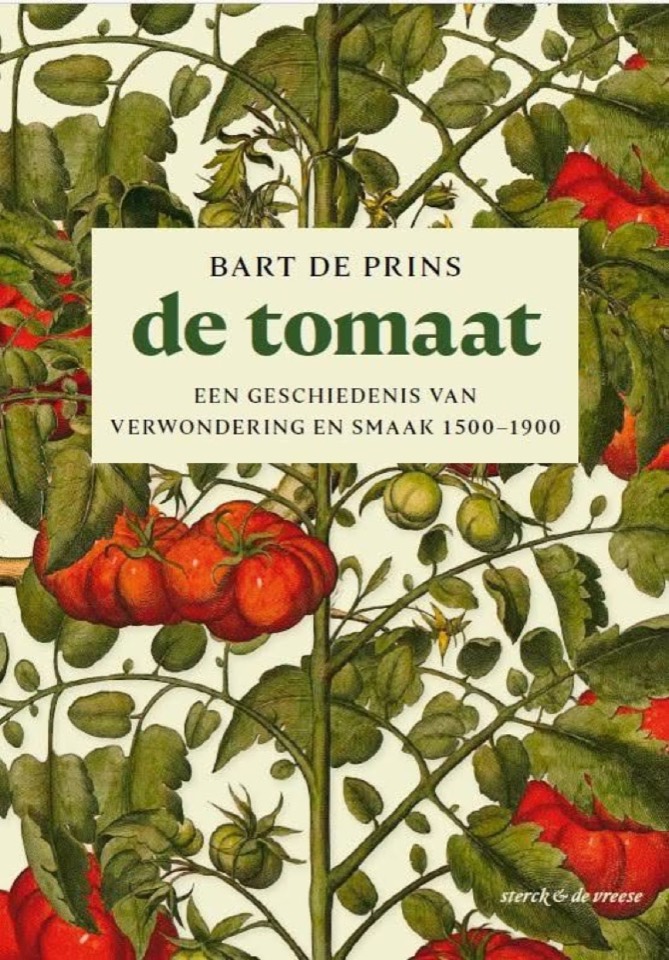 BART DE PRINS
de tomaat
EEN GESCHIEDENIS VAN
VERWONDERING EN SMAAK 1500–1900
sterck & de vreese